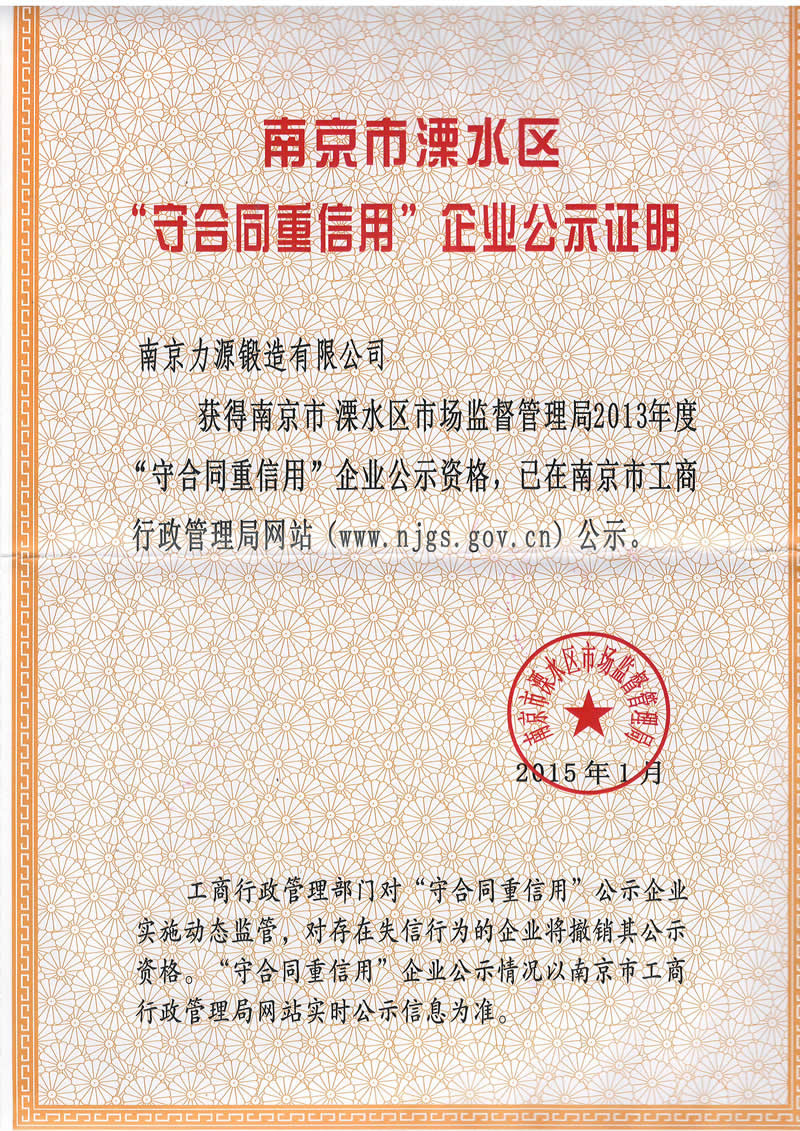 南京市溧水区
“守合同重信用”企业公示证明
南京力源锻造有限公司
获得南京市 溧水区市场监督管理局2013年度
“守合同重信用”企业公示资格，已在南京市工商
行政管理局网站(www.njgs.gov.cn)公示。
南京市溧水区市场监督管理局
2015年1月
工商行政管理部门对“守合同重信用”公示企业
实施动态监管，对存在失信行为的企业将撤销其公示
资格。“守合同重信用”企业公示情况以南京市工商
行政管理局网站实时公示信息为准。